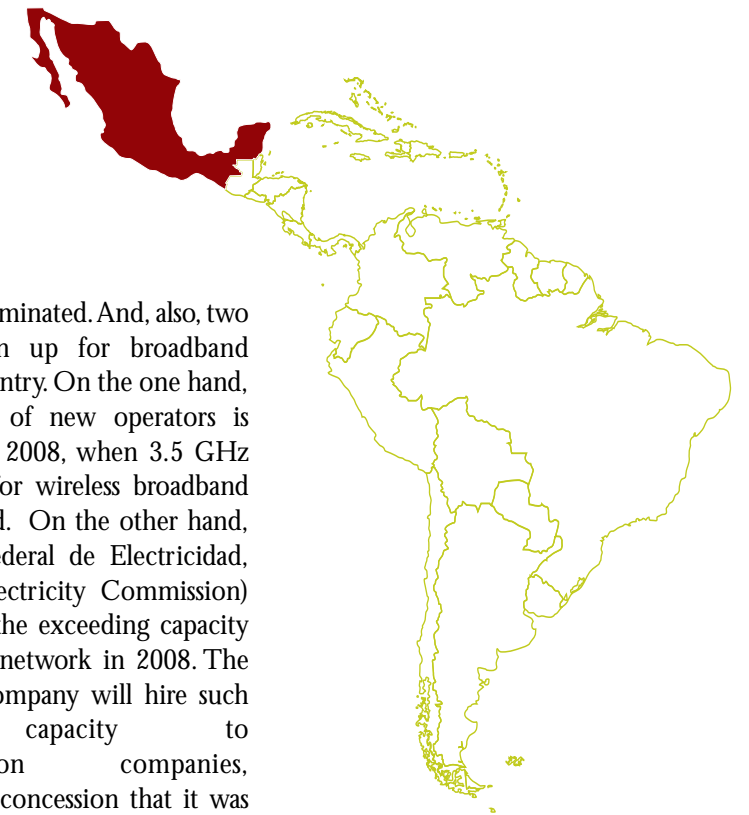 minated. And, also, two
up for broadband
ntry. On the one hand,
of new operators is
2008, when 3.5 GHz
for wireless broadband
d. On the other hand,
ederal de Electricidad,
ectricity Commission)
the exceeding capacity
network in 2008. The
ompany will hire such
capacity to
on companies,
concession that it was